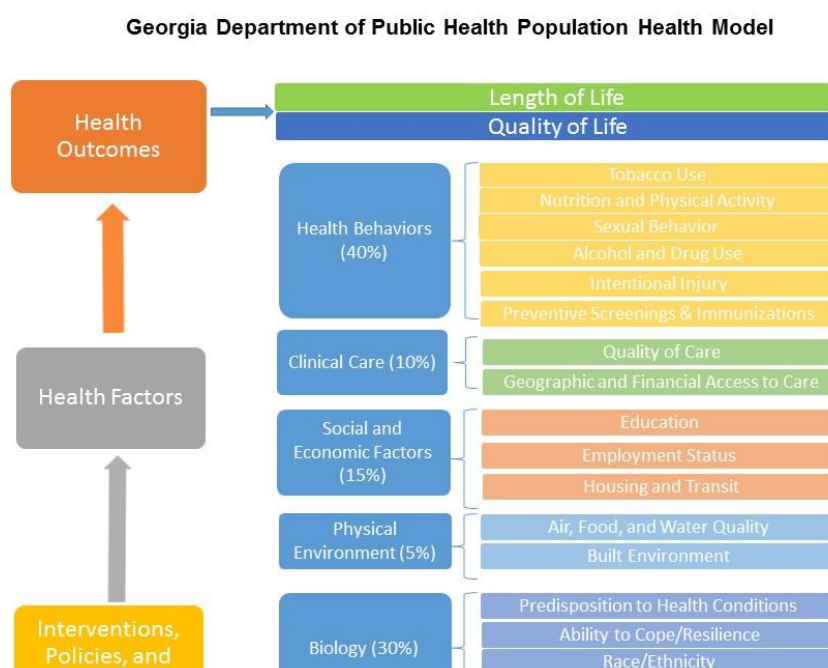 Georgia Department of Public Health Population Health Model
Health
Outcomes
Length of Life
Quality of Life
Health Behaviors
(40%)
Tobacco Use
Nutrition and Physical Activity
Sexual Behavior
Alcohol and Drug Use
Intentional Injury
Preventive Screenings & Immunizations
Health Factors
Clinical Care (10%)
Quality of Care
Geographic and Financial Access to Care
Social and
Economic Factors
(15%)
Education
Employment Status
Housing and Transit
Physical
Environment (5%)
Air, Food, and Water Quality
Built Environment
Interventions,
Policies, and
Biology (30%)
Predisposition to Health Conditions
Ability to Cope/Resilience
Race/Ethnicity